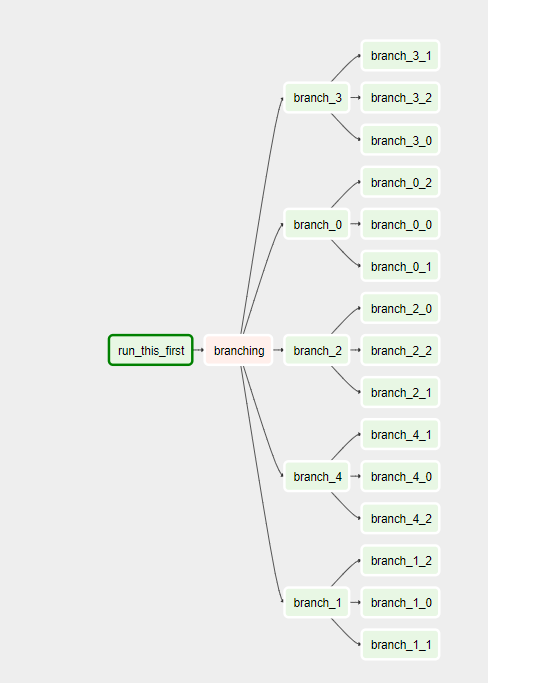 branch_3_1
branch_3
branch_3_2
branch_3_0
branch_0_2
branch_0
branch_0_0
branch_0_1
branch_2_0
run_this_first
branching
branch_2
branch_2_2
branch_2_1
branch_4_1
branch_4
branch_4_0
branch_4_2
branch_1_2
branch_1
branch_1_0
branch_1_1